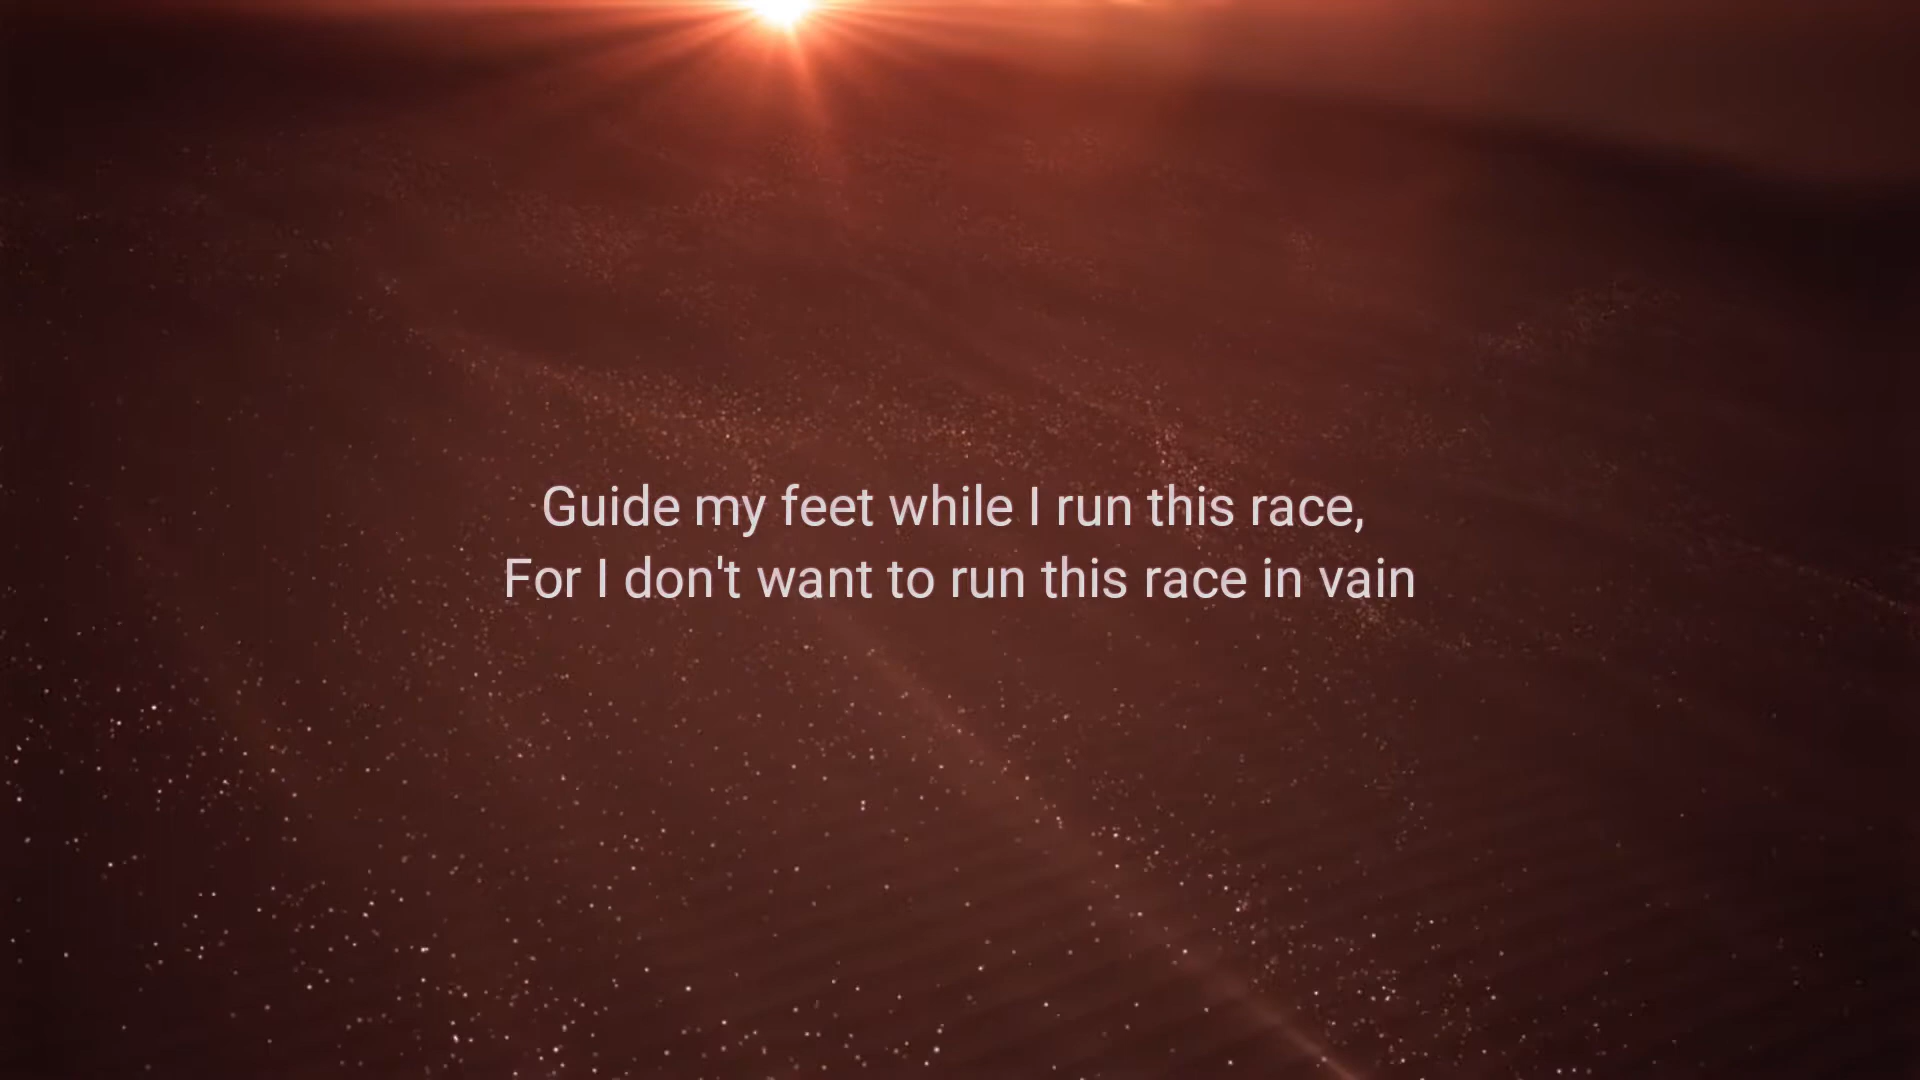 Guide my feet while I run this race,
For I don't want to run this race in vain